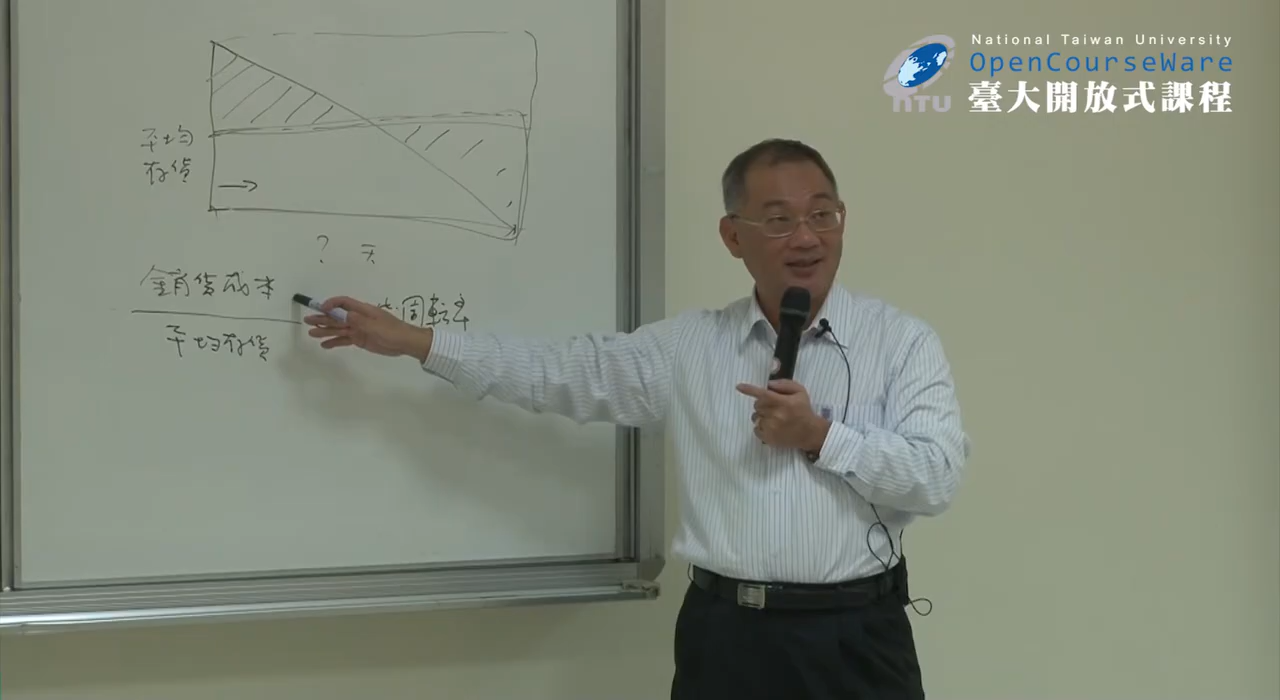 National Taiwan University
OpenCourseWare
臺大開放式課程
NTU
平均
存貨
? 天
銷貨成本
平均存貨
周轉率